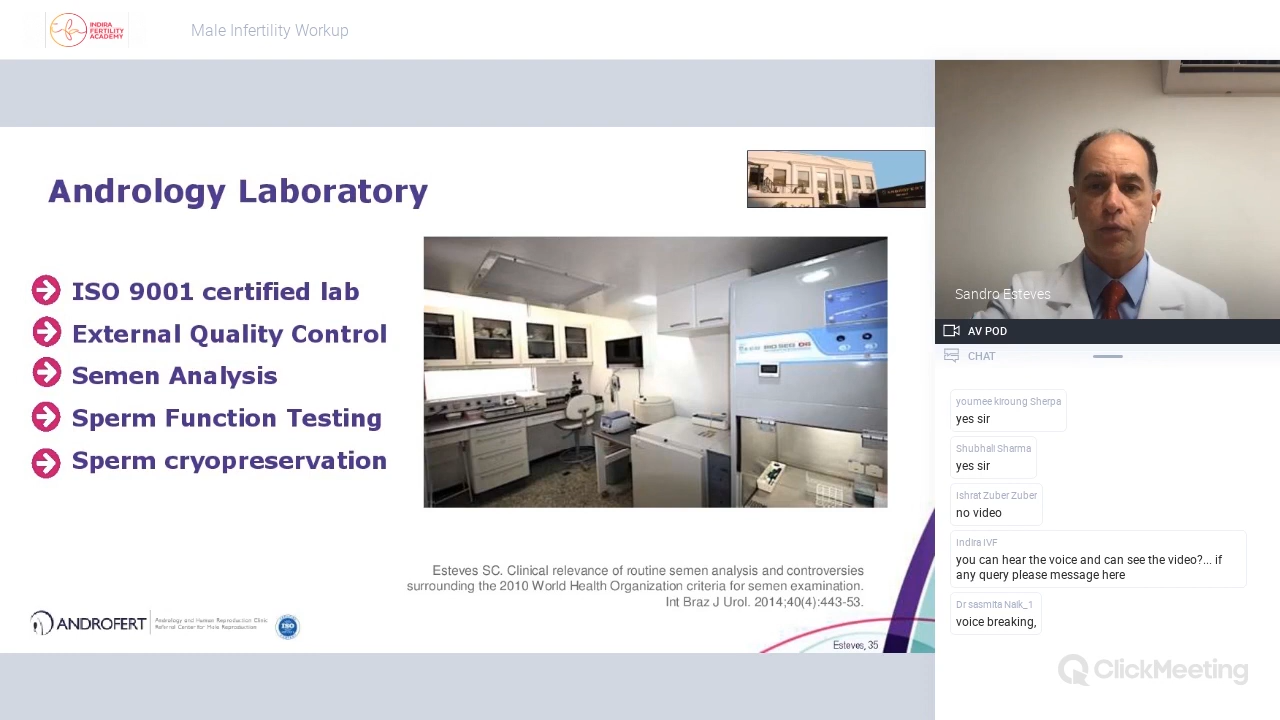 INDIRA
FERTILITY
ACADEMY
Male Infertility Workup
Andrology Laboratory
ISO 9001 certified lab
External Quality Control
Semen Analysis
Sperm Function Testing
Sperm cryopreservation
Esteves SC. Clinical relevance of routine semen analysis and controversies
surrounding the 2010 World Health Organization criteria for semen examination.
Int Braz J Urol. 2014;40(4):443-53.
ANDROFERT
Andrology and Human Reproduction Clinic
Referral Center for Male Reproduction
ISO
Esteves, 35
Sandro Esteves
AV POD
CHAT
youmee kiroung Sherpa
yes sir
Shubhali Sharma
yes sir
Ishrat Zuber Zuber
no video
Indira IVF
you can hear the voice and can see the video?... if
any query please message here
Dr sasmita Naik_1
voice breaking,
ClickMeeting